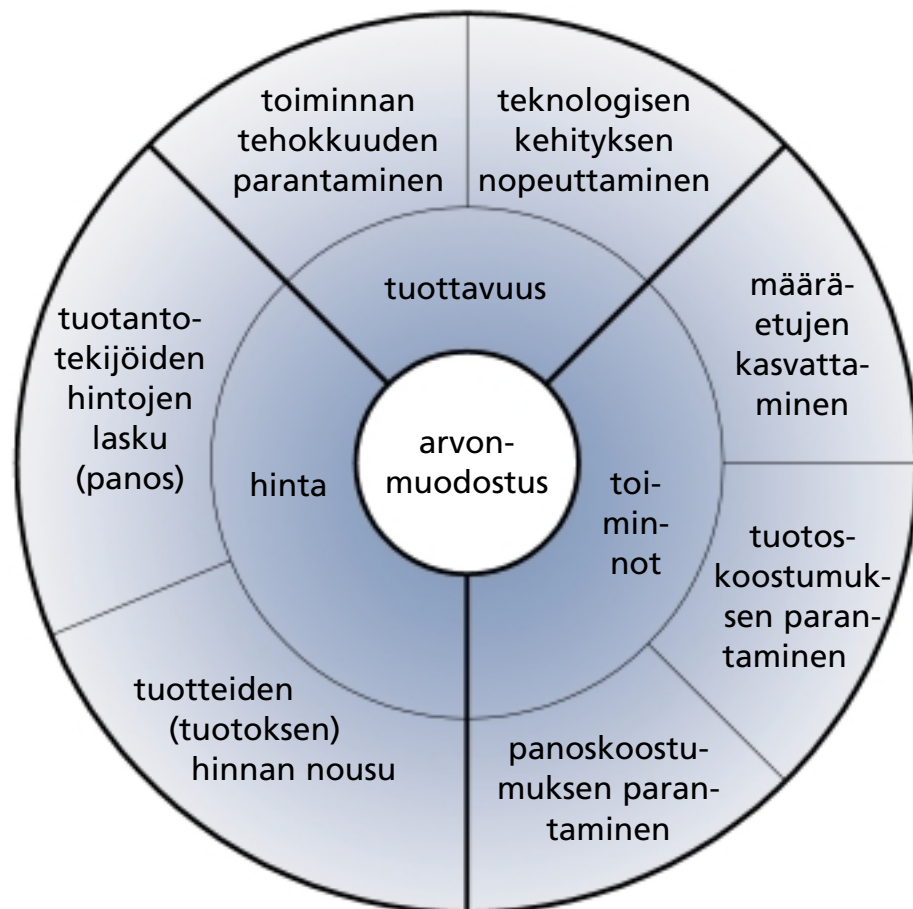 toiminnan
tehokkuuden
parantaminen
teknologisen
kehityksen
nopeuttaminen
tuottavuus
määrä-
etujen
kasvatta-
minen
tuotanto-
tekijöiden
hintojen
lasku
(panos)
hinta
arvon-
muodostus
toi-
min-
not
tuotos-
koostumuk-
sen paran-
taminen
tuotteiden
(tuotoksen)
hinnan nousu
panoskoostu-
muksen paran-
taminen